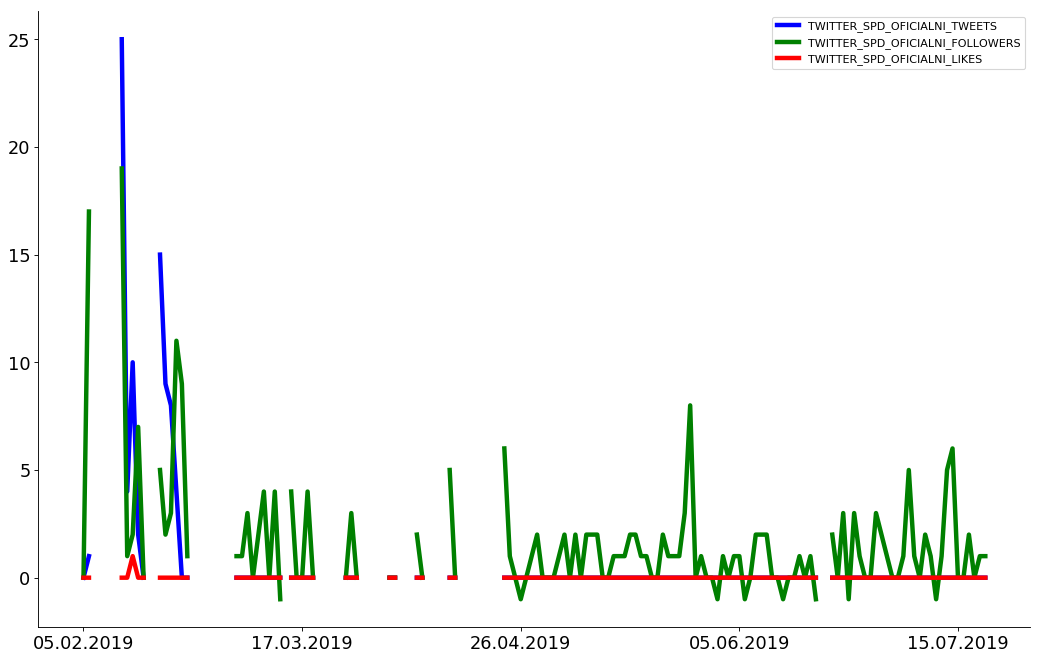 TWITTER_SPD_OFICIALNI_TWEETS
TWITTER_SPD_OFICIALNI_FOLLOWERS
TWITTER_SPD_OFICIALNI_LIKES
25
20
15
10
5
0
05.02.2019 17.03.2019 26.04.2019 05.06.2019 15.07.2019